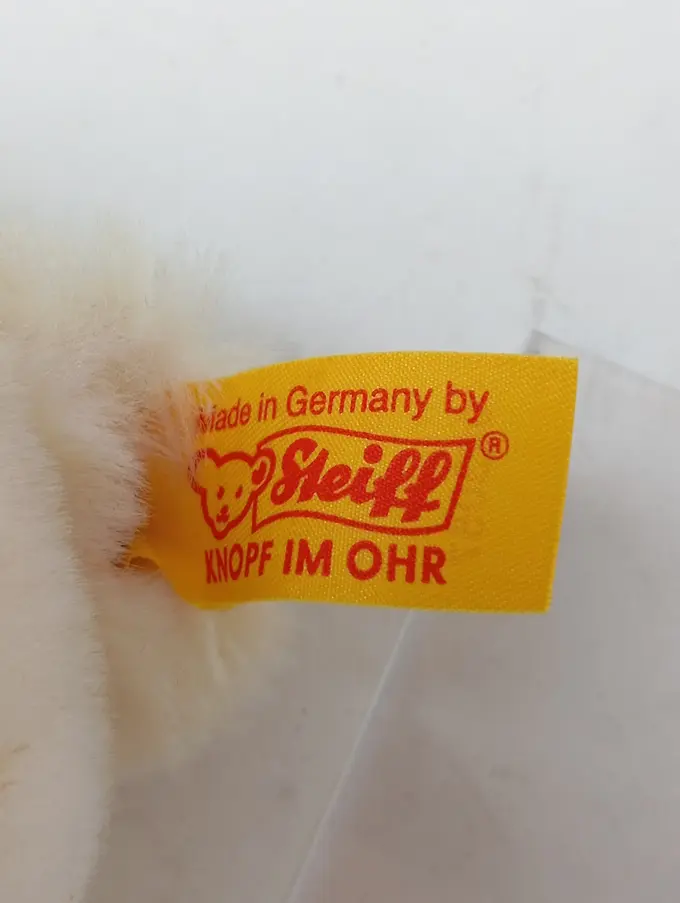 Made in Germany by
Steiff ®
KNOPF IM OHR